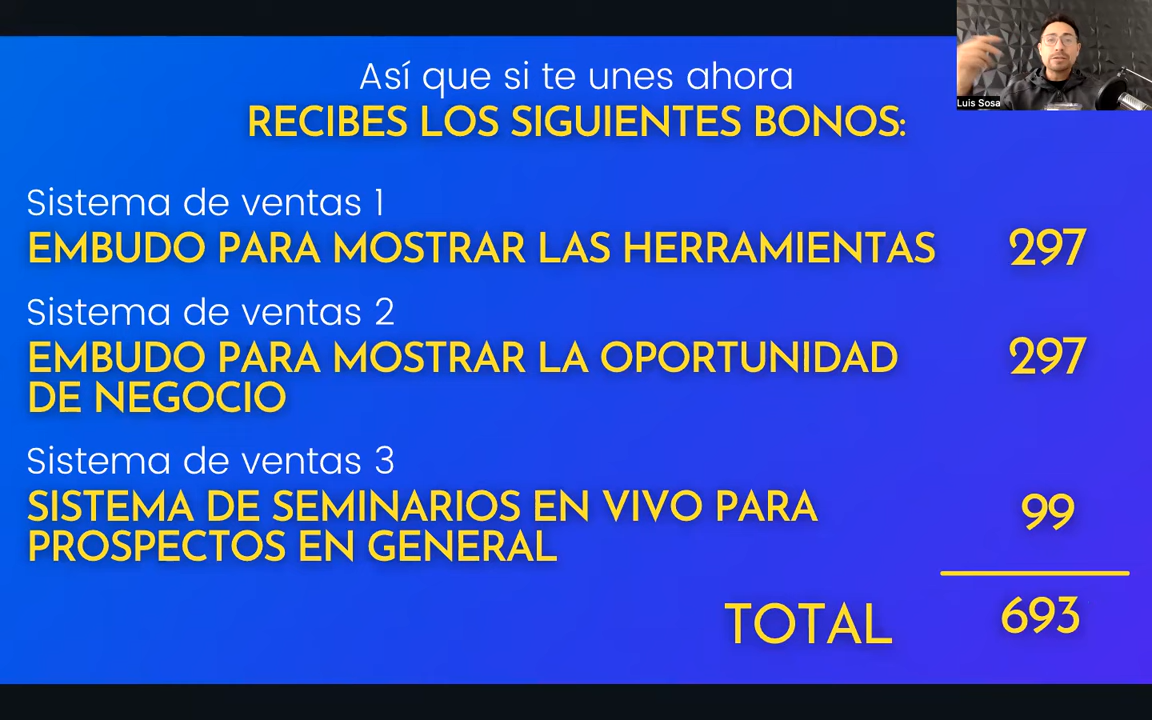 Así que si te unes ahora
RECIBES LOS SIGUIENTES BONOS:
Luis Sosa
Sistema de ventas 1
EMBUDO PARA MOSTRAR LAS HERRAMIENTAS 297
Sistema de ventas 2
EMBUDO PARA MOSTRAR LA OPORTUNIDAD 297
DE NEGOCIO
Sistema de ventas 3
SISTEMA DE SEMINARIOS EN VIVO PARA 99
PROSPECTOS EN GENERAL
TOTAL 693